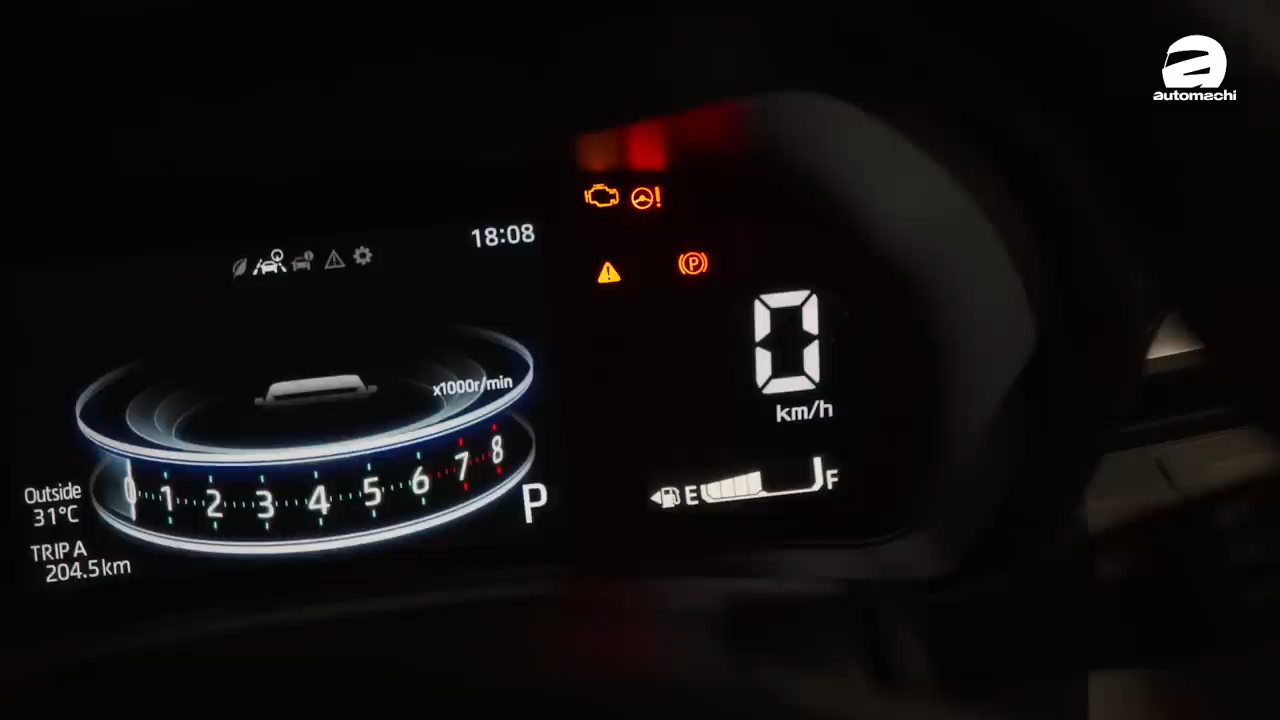 automachi
18:08
x1000r/min
0 1 2 3 4 5 6 7 8
Outside
31°C
TRIP A
204.5km
P
P
0
km/h
E F